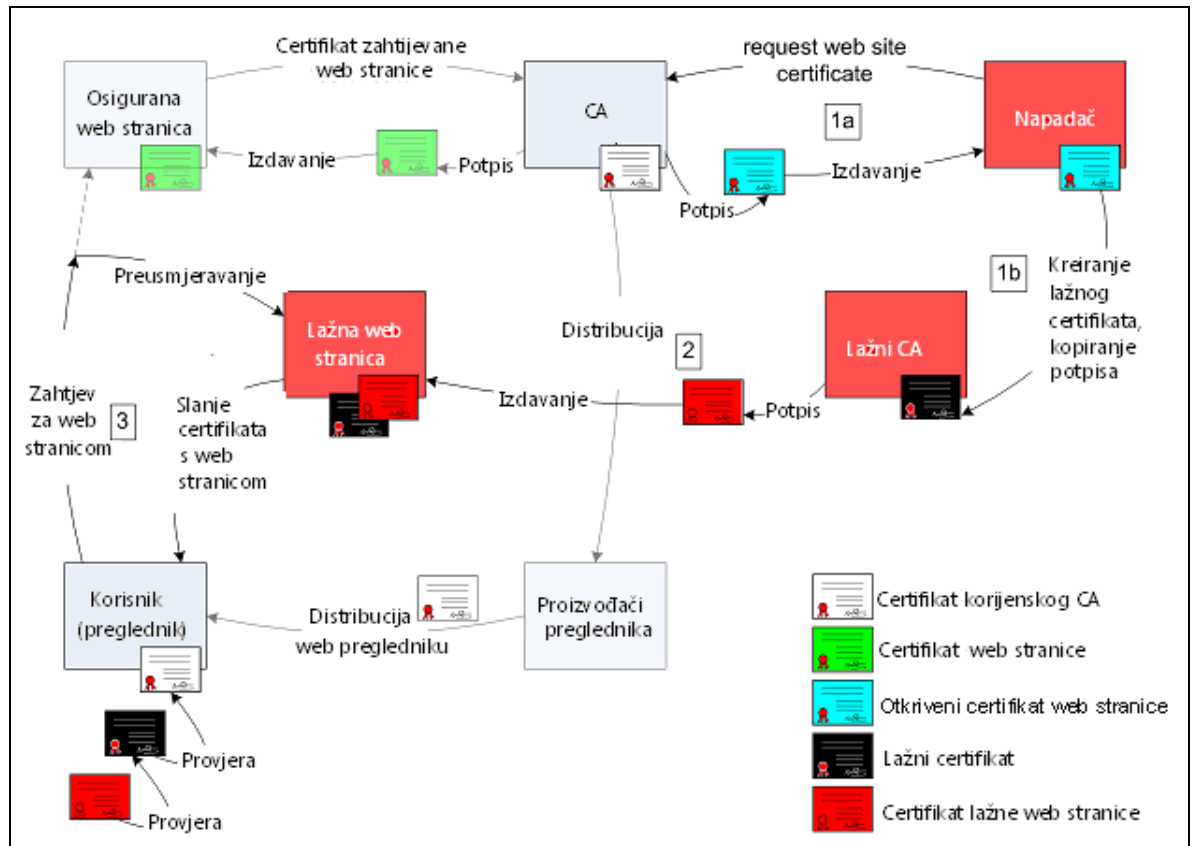 Certifikat zahtijevane
web stranice
request web site
certificate
Osigurana
web stranica
CA
1a
Napadač
Izdavanje
Potpis
Izdavanje
Potpis
Preusmjeravanje
1b
Kreiranje
lažnog
certifikata,
kopiranje
potpisa
Lažna web
stranica
Distribucija
2
Lažni CA
Izdavanje
Potpis
Zahtjev
za web
stranicom
3
Slanje
certifikata
s web
stranicom
Korisnik
(preglednik)
Distribucija
web pregledniku
Proizvođači
preglednika
Provjera
Provjera
Certifikat korijenskog CA
Certifikat web stranice
Otkriveni certifikat web stranice
Lažni certifikat
Certifikat lažne web stranice